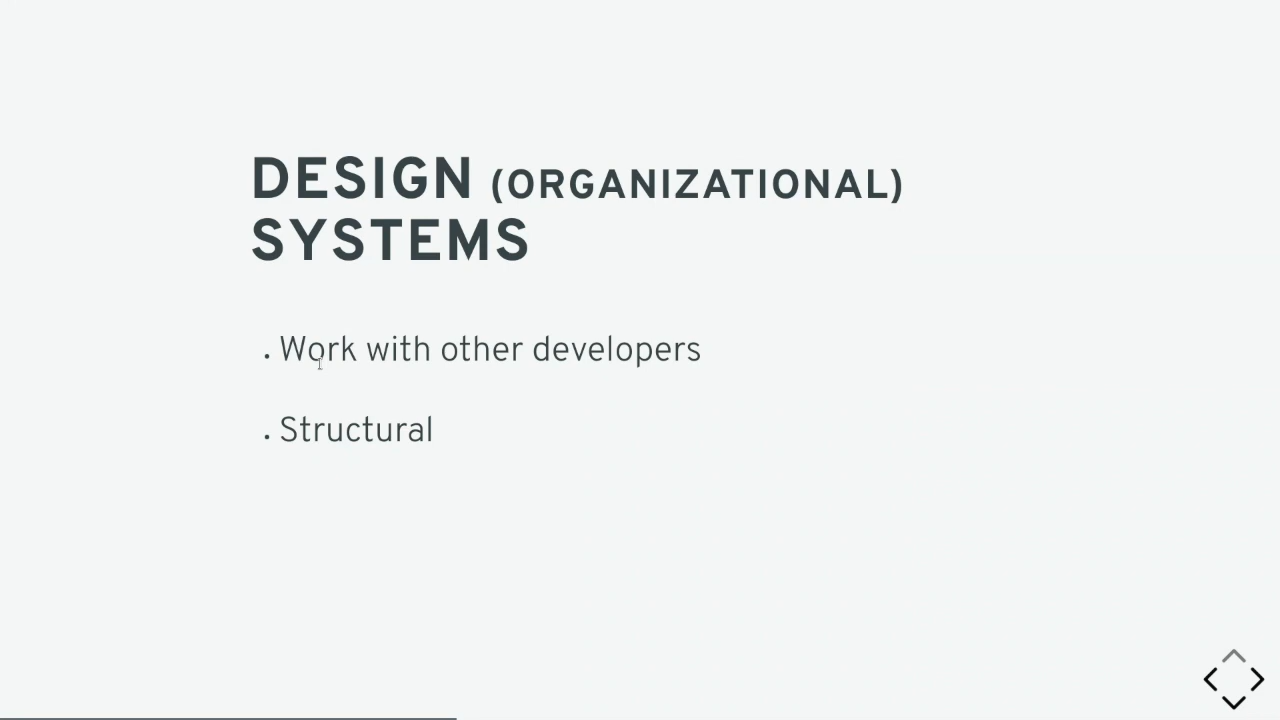 DESIGN (ORGANIZATIONAL)
SYSTEMS
. Work with other developers
. Structural